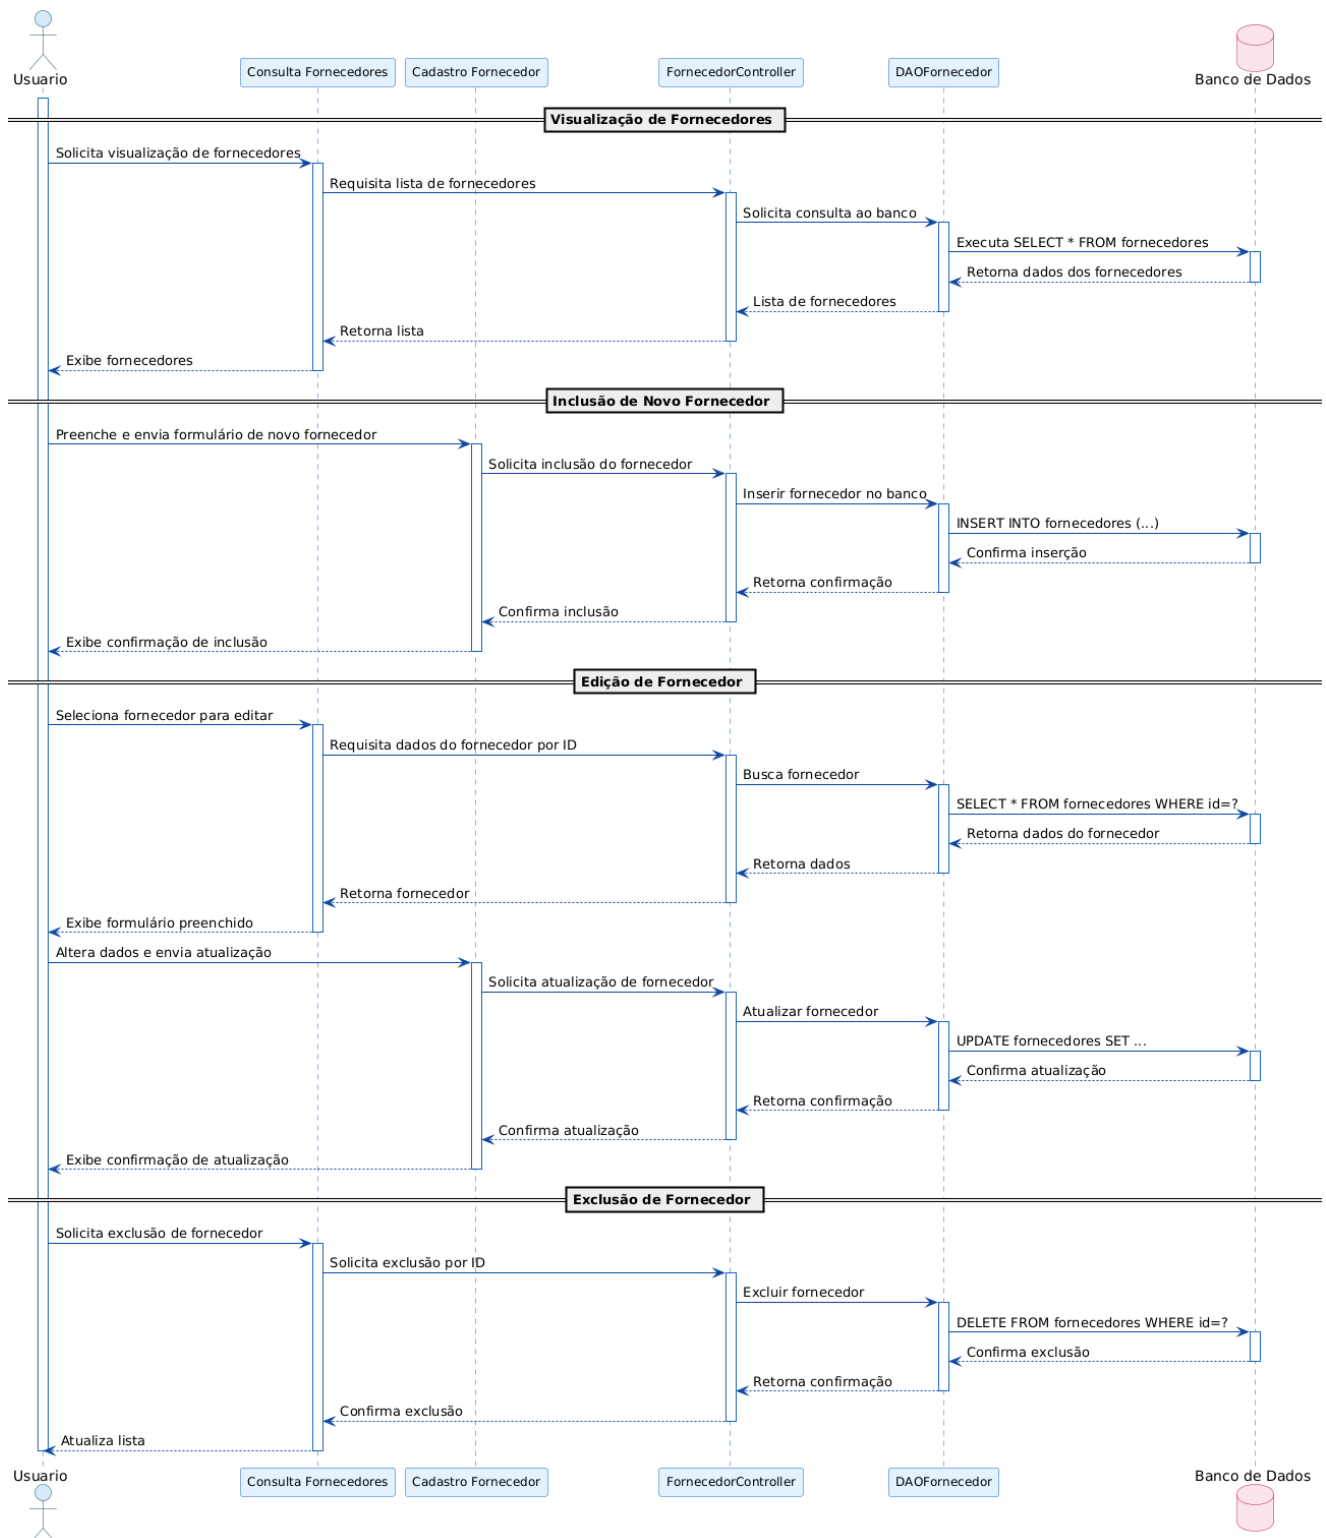 Usuario
Consulta Fornecedores
Cadastro Fornecedor
FornecedorController
DAOFornecedor
Banco de Dados
Visualização de Fornecedores
Solicita visualização de fornecedores
Requisita lista de fornecedores
Solicita consulta ao banco
Executa SELECT * FROM fornecedores
Retorna dados dos fornecedores
Lista de fornecedores
Retorna lista
Exibe fornecedores
Inclusão de Novo Fornecedor
Preenche e envia formulário de novo fornecedor
Solicita inclusão do fornecedor
Inserir fornecedor no banco
INSERT INTO fornecedores (...)
Confirma inserção
Retorna confirmação
Confirma inclusão
Exibe confirmação de inclusão
Edição de Fornecedor
Seleciona fornecedor para editar
Requisita dados do fornecedor por ID
Busca fornecedor
SELECT * FROM fornecedores WHERE id=?
Retorna dados do fornecedor
Retorna dados
Retorna fornecedor
Exibe formulário preenchido
Altera dados e envia atualização
Solicita atualização de fornecedor
Atualizar fornecedor
UPDATE fornecedores SET ...
Confirma atualização
Retorna confirmação
Confirma atualização
Exibe confirmação de atualização
Exclusão de Fornecedor
Solicita exclusão de fornecedor
Solicita exclusão por ID
Excluir fornecedor
DELETE FROM fornecedores WHERE id=?
Confirma exclusão
Retorna confirmação
Confirma exclusão
Atualiza lista
Usuario
Consulta Fornecedores
Cadastro Fornecedor
FornecedorController
DAOFornecedor
Banco de Dados